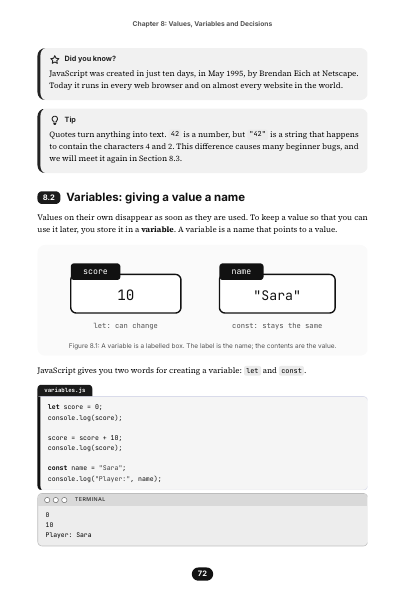 Chapter 8: Values, Variables and Decisions
Did you know?
JavaScript was created in just ten days, in May 1995, by Brendan Eich at Netscape.
Today it runs in every web browser and on almost every website in the world.
Tip
Quotes turn anything into text. 42 is a number, but "42" is a string that happens
to contain the characters 4 and 2. This difference causes many beginner bugs, and
we will meet it again in Section 8.3.
8.2 Variables: giving a value a name
Values on their own disappear as soon as they are used. To keep a value so that you can
use it later, you store it in a variable. A variable is a name that points to a value.
score name
10 "Sara"
let: can change const: stays the same
Figure 8.1: A variable is a labelled box. The label is the name; the contents are the value.
JavaScript gives you two words for creating a variable: let and const.
variables.js
let score = 0;
console.log(score);
score = score + 10;
console.log(score);
const name = "Sara";
console.log("Player:", name);
TERMINAL
0
10
Player: Sara
72